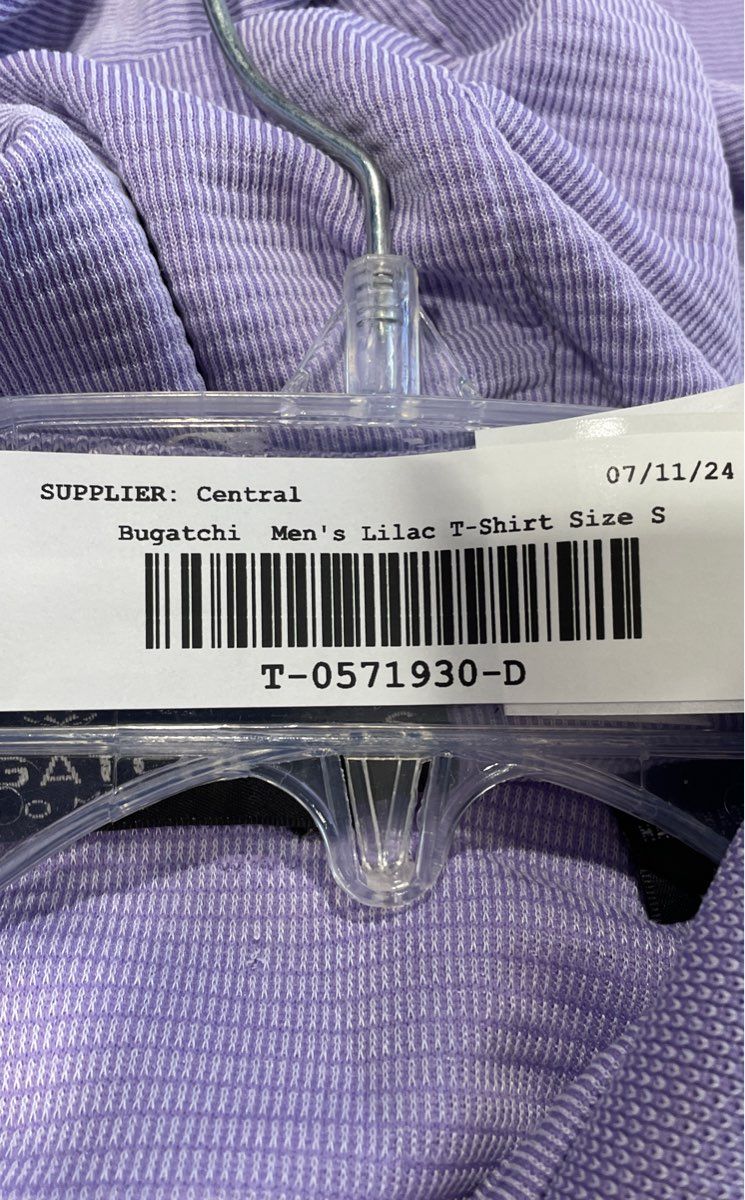 07/11/24
SUPPLIER: Central
Bugatchi Men's Lilac T-Shirt Size S
T-0571930-D